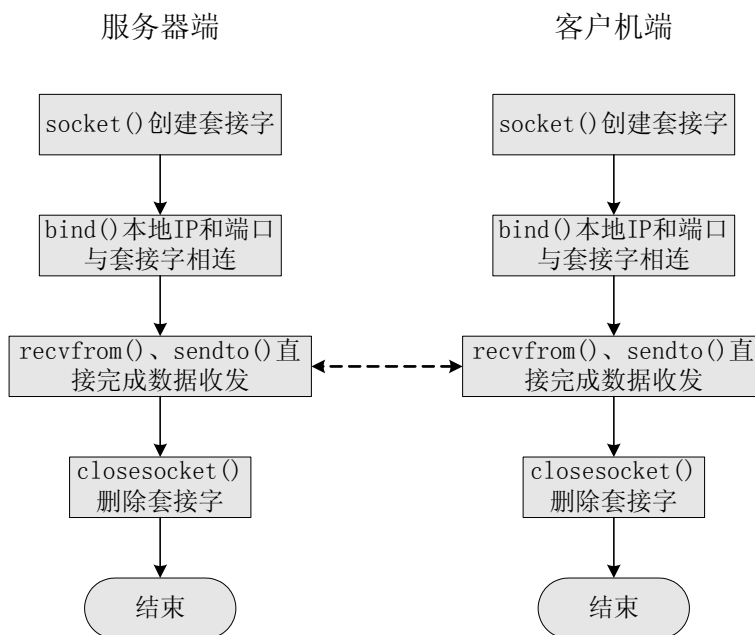 服务器端
socket()创建套接字
bind()本地IP和端口
与套接字相连
recvfrom()、sendto()直
接完成数据收发
closesocket()
删除套接字
结束
客户机端
socket()创建套接字
bind()本地IP和端口
与套接字相连
recvfrom()、sendto()直
接完成数据收发
closesocket()
删除套接字
结束